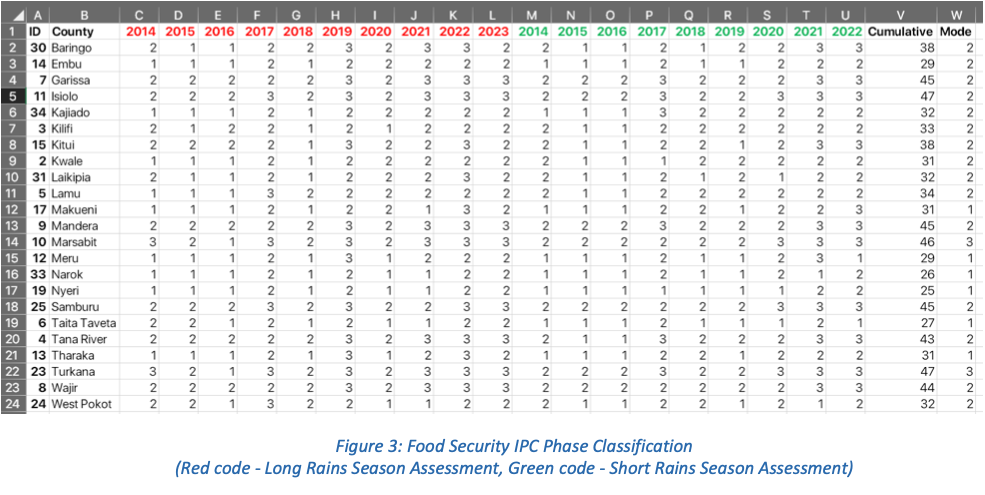 A B C D E F G H I J K L M N O P Q R S T U V W
1 ID County 2014 2015 2016 2017 2018 2019 2020 2021 2022 2023 2014 2015 2016 2017 2018 2019 2020 2021 2022 Cumulative Mode
2 30 Baringo 2 1 1 2 2 3 2 3 3 2 2 1 1 2 1 2 2 3 3 38 2
3 14 Embu 1 1 1 2 1 2 2 2 2 1 1 1 1 2 1 1 2 2 2 29 2
4 7 Garissa 2 2 2 2 2 3 2 3 3 3 2 2 2 3 2 2 2 3 3 45 2
5 11 Isiolo 2 2 2 3 2 3 2 3 3 3 2 2 2 3 2 2 3 3 3 47 2
6 34 Kajiado 1 1 1 2 1 2 2 2 2 2 1 1 1 3 2 2 2 2 2 32 2
7 3 Kilifi 2 1 2 2 1 2 1 2 2 2 2 1 1 2 2 2 2 2 2 33 2
8 15 Kitui 2 2 2 2 1 3 2 2 3 2 2 1 1 2 2 1 2 3 3 38 2
9 2 Kwale 1 1 1 2 1 2 2 2 2 2 1 1 1 1 2 2 2 2 2 31 2
10 31 Laikipia 2 1 1 2 1 2 2 2 3 2 2 1 1 2 1 2 1 2 2 32 2
11 5 Lamu 1 1 1 3 2 2 2 2 2 2 1 1 1 2 2 2 2 2 2 34 2
12 17 Makueni 1 1 1 2 1 2 2 1 3 2 1 1 1 2 2 1 2 2 3 31 1
13 9 Mandera 2 2 2 2 2 3 2 3 3 3 2 2 2 3 2 2 2 3 3 45 2
14 10 Marsabit 3 2 1 3 2 3 2 3 3 3 2 2 2 2 2 2 3 3 3 46 3
15 12 Meru 1 1 1 2 1 3 1 2 2 2 1 1 1 2 1 1 2 3 1 29 1
16 33 Narok 1 1 1 2 1 2 1 1 2 2 1 1 1 2 1 1 2 1 2 26 1
17 19 Nyeri 1 1 1 2 1 2 1 1 2 2 1 1 1 1 1 1 1 2 2 25 1
18 25 Samburu 2 2 2 3 2 3 2 2 3 3 2 2 2 2 2 2 3 3 3 45 2
19 6 Taita Taveta 2 2 1 2 1 2 1 1 2 2 1 1 1 2 1 1 1 2 1 27 1
20 4 Tana River 2 2 2 2 2 3 2 3 3 3 2 1 1 3 2 2 2 3 3 43 2
21 13 Tharaka 1 1 1 2 1 3 1 2 3 2 1 1 1 2 2 1 2 2 2 31 1
22 23 Turkana 3 2 1 3 2 3 2 3 3 3 2 2 2 3 2 2 3 3 3 47 3
23 8 Wajir 2 2 2 2 2 3 2 3 3 3 2 2 2 2 2 2 2 3 3 44 2
24 24 West Pokot 2 2 1 3 2 2 1 1 2 2 2 1 1 2 2 1 2 1 2 32 2
Figure 3: Food Security IPC Phase Classification
(Red code - Long Rains Season Assessment, Green code - Short Rains Season Assessment)